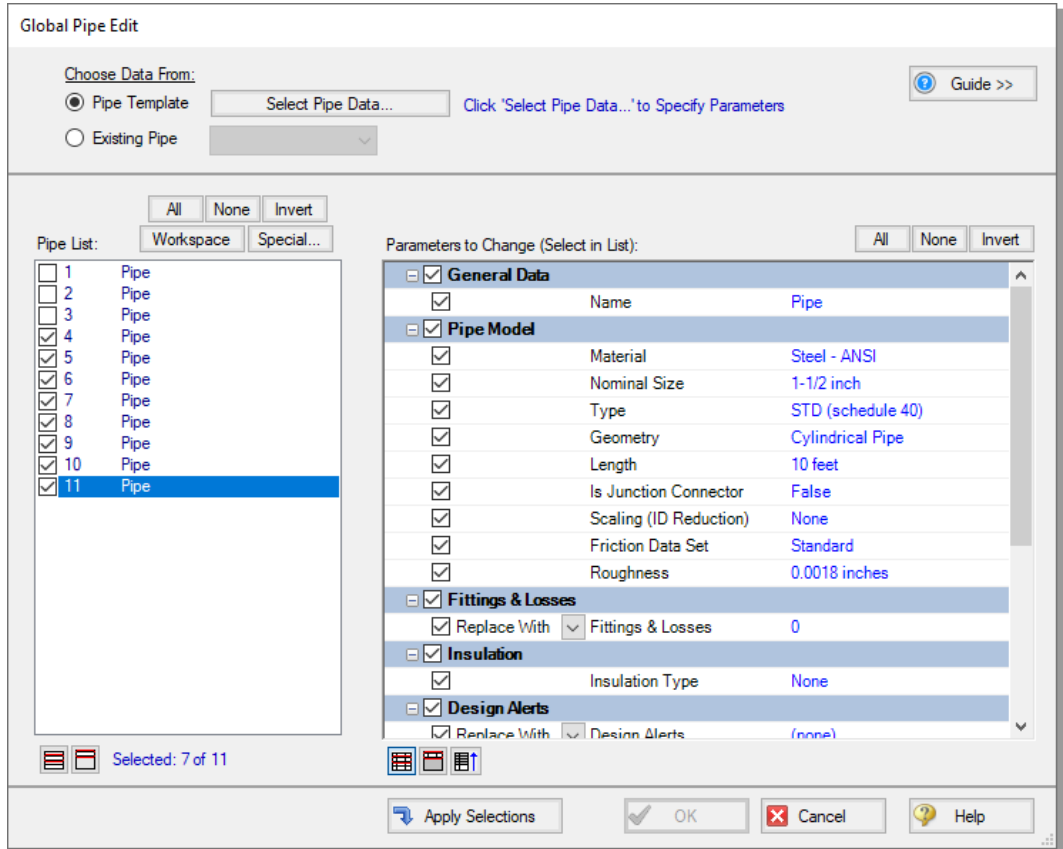 Global Pipe Edit
Choose Data From:
Pipe Template
Select Pipe Data...
Click 'Select Pipe Data...' to Specify Parameters
Guide >>
Existing Pipe
All None Invert
Pipe List: Workspace Special...
1 Pipe
2 Pipe
3 Pipe
4 Pipe
5 Pipe
6 Pipe
7 Pipe
8 Pipe
9 Pipe
10 Pipe
11 Pipe
Selected: 7 of 11
Parameters to Change (Select in List): All None Invert
General Data
Name Pipe
Pipe Model
Material Steel - ANSI
Nominal Size 1-1/2 inch
Type STD (schedule 40)
Geometry Cylindrical Pipe
Length 10 feet
Is Junction Connector False
Scaling (ID Reduction) None
Friction Data Set Standard
Roughness 0.0018 inches
Fittings & Losses
Replace With Fittings & Losses 0
Insulation
Insulation Type None
Design Alerts
Replace With Design Alerts (none)
Apply Selections OK Cancel Help